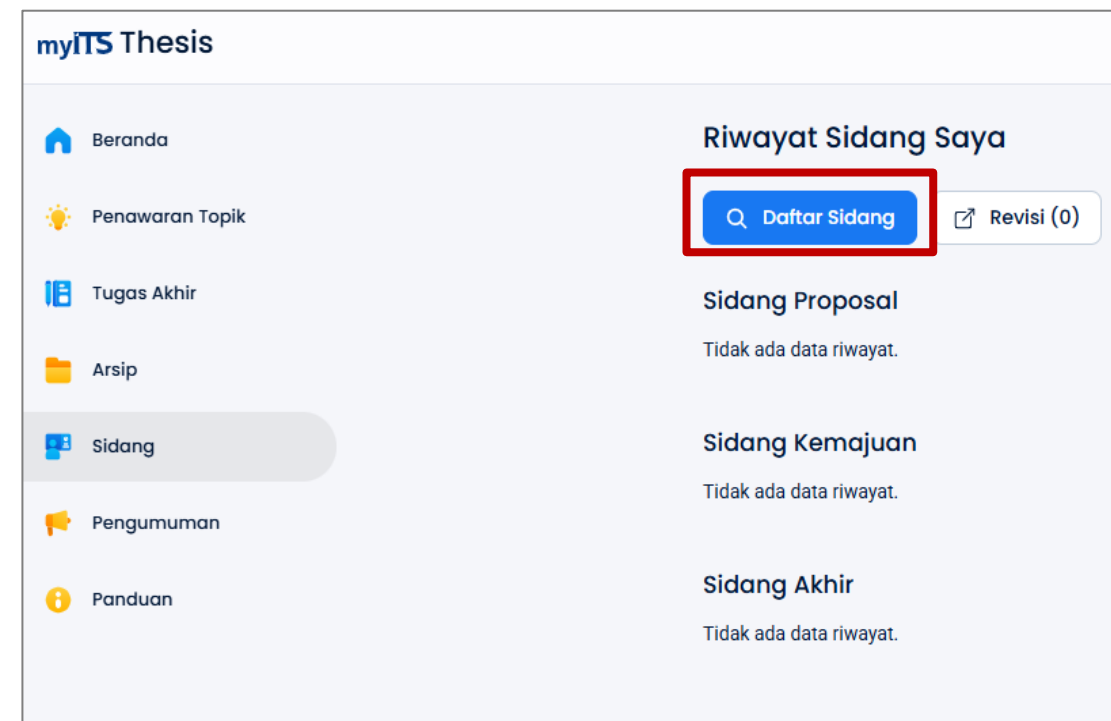 myITS Thesis
Beranda
Penawaran Topik
Tugas Akhir
Arsip
Sidang
Pengumuman
Panduan
Riwayat Sidang Saya
Daftar Sidang
Revisi (0)
Sidang Proposal
Tidak ada data riwayat.
Sidang Kemajuan
Tidak ada data riwayat.
Sidang Akhir
Tidak ada data riwayat.